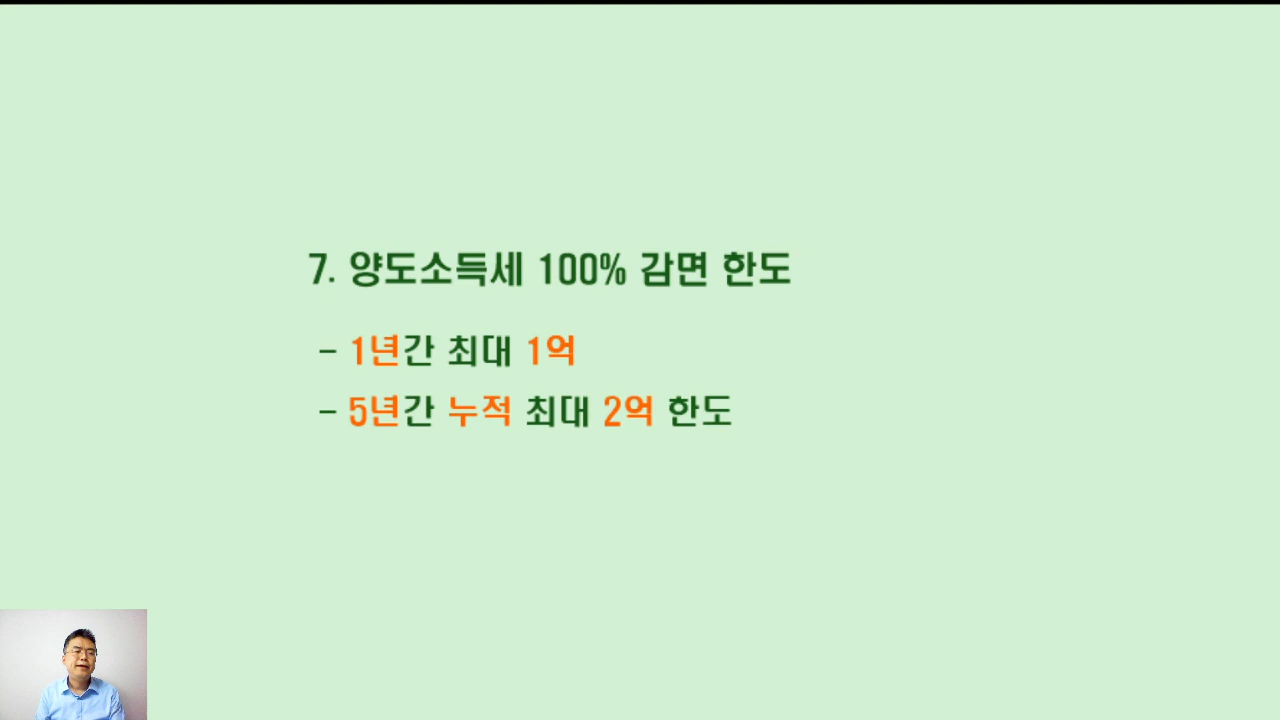 7. 양도소득세 100% 감면 한도
- 1년간 최대 1억
- 5년간 누적 최대 2억 한도